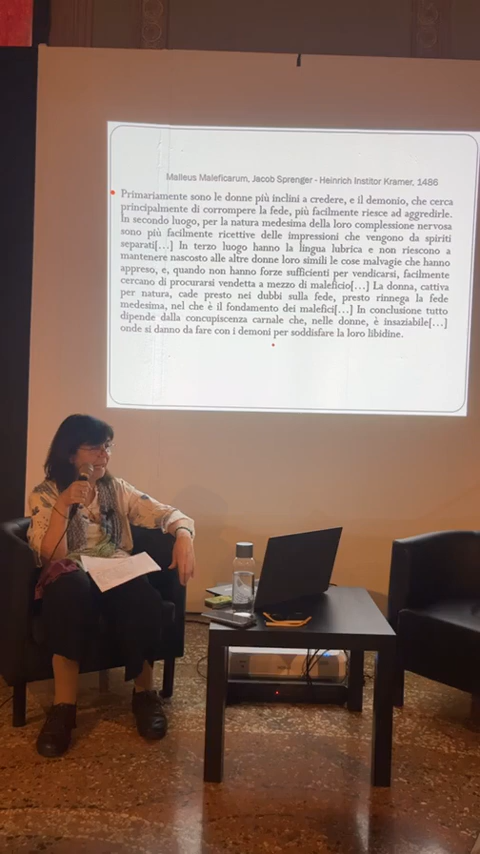 Malleus Maleficarum, Jacob Sprenger - Heinrich Institor Kramer, 1486
Primariamente sono le donne più inclini a credere, e il demonio, che cerca
principalmente di corrompere la fede, più facilmente riesce ad aggredirle.
In secondo luogo, per la natura medesima della loro complessione nervosa
sono più facilmente ricettive delle impressioni che vengono da spiriti
separati[…] In terzo luogo hanno la lingua lubrica e non riescono a
mantenere nascosto alle altre donne loro simili le cose malvagie che hanno
appreso, e, quando non hanno forze sufficienti per vendicarsi, facilmente
cercano di procurarsi vendetta a mezzo di maleficio[…] La donna, cattiva
per natura, cade presto nei dubbi sulla fede, presto rinnega la fede
medesima, nel che è il fondamento dei malefici[…] In conclusione tutto
dipende dalla concupiscenza carnale che, nelle donne, è insaziabile[…]
onde si danno da fare con i demoni per soddisfare la loro libidine.